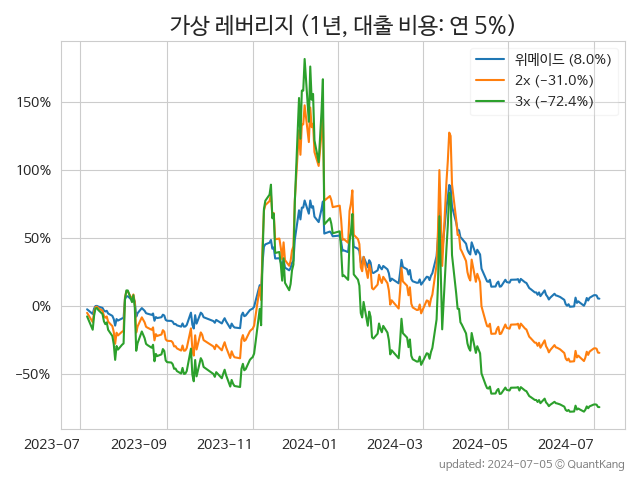 가상 레버리지 (1년, 대출 비용: 연 5%)
위메이드 (8.0%)
2x (−31.0%)
3x (−72.4%)
150%
100%
50%
0%
−50%
2023-07 2023-09 2023-11 2024-01 2024-03 2024-05 2024-07
updated: 2024-07-05 © QuantKang